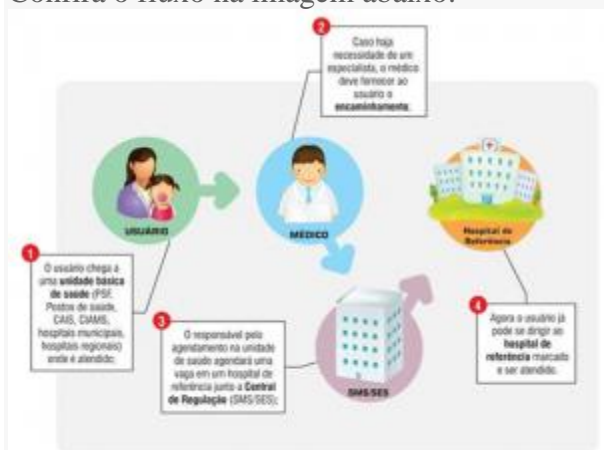 Confira o fluxo na imagem abaixo:
2
Caso haja
necessidade de um
especialista, o médico
deve fornecer ao
usuário o
encaminhamento.
USUÁRIO
MÉDICO
Hospital de
Referência
1
O usuário chega a
uma unidade básica
de saúde (PSF,
Postos de saúde,
CAIS, CIAMS,
hospitais municipais,
hospitais regionais)
onde é atendido;
3
O responsável pelo
agendamento na unidade
de saúde agendará uma
vaga em um hospital de
referência junto a Central
de Regulação (SMS/SES);
SMS/SES
4
Agora o usuário já
pode se dirigir ao
hospital de
referência marcado
e ser atendido.